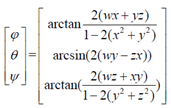 φ = arctan 2(wx + yz) / 1−2(x² + y²)
θ = arcsin(2(wy − zx))
ψ = arctan( 2(wz + xy) / 1−2(y² + z²) )